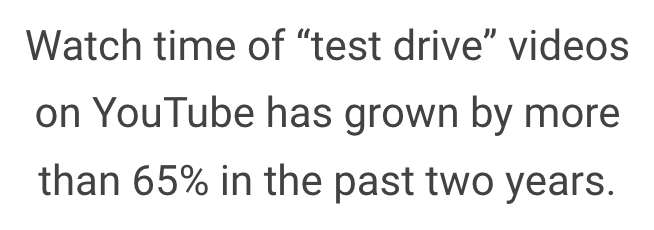 Watch time of “test drive” videos
on YouTube has grown by more
than 65% in the past two years.